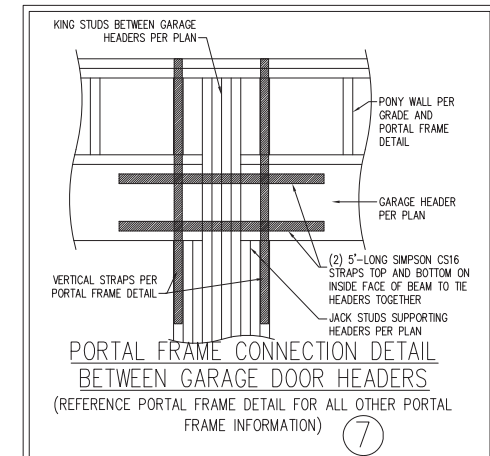 KING STUDS BETWEEN GARAGE
HEADERS PER PLAN
PONY WALL PER
GRADE AND
PORTAL FRAME
DETAIL
GARAGE HEADER
PER PLAN
(2) 5'-LONG SIMPSON CS16
STRAPS TOP AND BOTTOM ON
INSIDE FACE OF BEAM TO TIE
HEADERS TOGETHER
VERTICAL STRAPS PER
PORTAL FRAME DETAIL
JACK STUDS SUPPORTING
HEADERS PER PLAN
PORTAL FRAME CONNECTION DETAIL
BETWEEN GARAGE DOOR HEADERS
(REFERENCE PORTAL FRAME DETAIL FOR ALL OTHER PORTAL
FRAME INFORMATION)
7